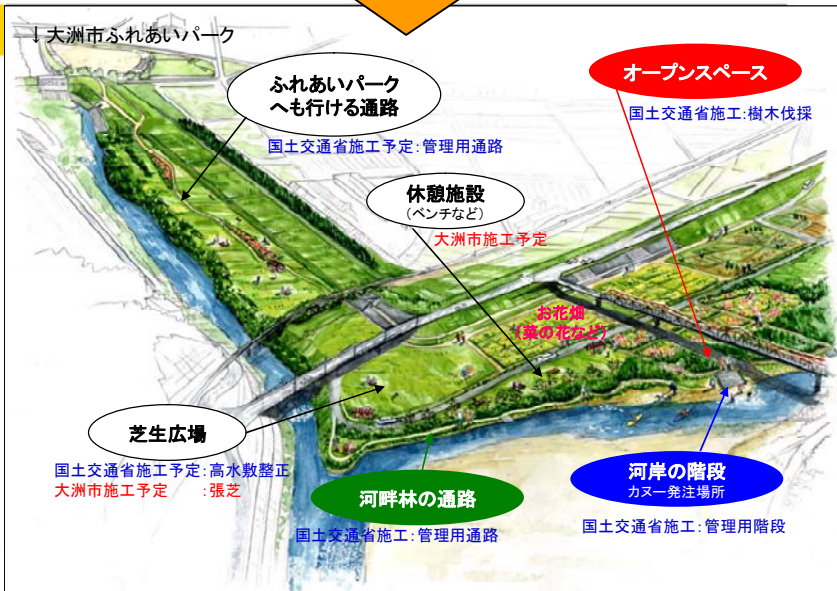 ↓大洲市ふれあいパーク
ふれあいパーク
へも行ける通路
国土交通省施工予定:管理用通路
オープンスペース
国土交通省施工:樹木伐採
休憩施設
(ベンチなど)
大洲市施工予定
お花畑
(菜の花など)
芝生広場
国土交通省施工予定:高水敷整正
大洲市施工予定　　:張芝
河畔林の通路
国土交通省施工:管理用通路
河岸の階段
カヌー発注場所
国土交通省施工:管理用階段